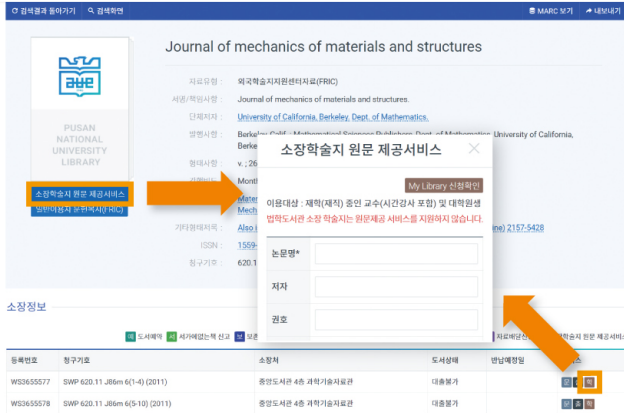 검색결과 돌아가기 검색화면 MARC 보기 내보내기
Journal of mechanics of materials and structures
PUSAN
NATIONAL
UNIVERSITY
LIBRARY
소장학술지 원문 제공서비스
자료유형 : 외국학술지지원센터자료(FRIC)
서명/책임사항 : Journal of mechanics of materials and structures.
단체저자 : University of California, Berkeley. Dept. of Mathematics.
발행사항 : University of California,
형태사항 : v. ; 26
Month
Mater
Mech
기타형태저록 : Also i ne) 2157-5428
ISSN : 1559-
청구기호 : 620.1
소장학술지 원문 제공서비스
My Library 신청확인
이용대상 : 재학(재직) 중인 교수(시간강사 포함) 및 대학원생
법학도서관 소장 학술지는 원문제공 서비스를 지원하지 않습니다.
논문명*
저자
권호
소장정보
도서예약 서가에없는책 신고 보존 학술지 원문 제공서비스
등록번호 청구기호 소장처 도서상태 반납예정일
WS3655577 SWP 620.11 J86m 6(1-4) (2011) 중앙도서관 4층 과학기술자료관 대출불가
WS3655578 SWP 620.11 J86m 6(5-10) (2011) 중앙도서관 4층 과학기술자료관 대출불가